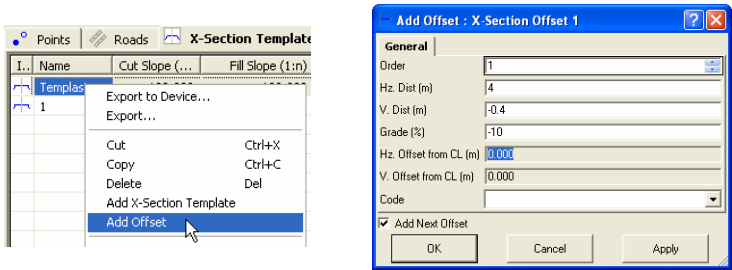 Points
Roads
X-Section Template
I..
Name
Cut Slope (...
Fill Slope (1:n)
1
Export to Device...
Export...
Cut Ctrl+X
Copy Ctrl+C
Delete Del
Add X-Section Template
Add Offset
Add Offset : X-Section Offset 1
General
Order 1
Hz. Dist (m) 4
V. Dist (m) -0.4
Grade (%) -10
Hz. Offset from CL (m) 0.000
V. Offset from CL (m) 0.000
Code
Add Next Offset
OK Cancel Apply